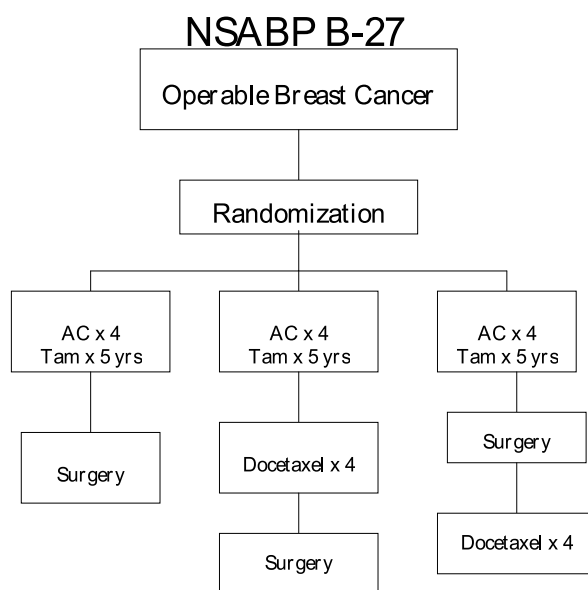 NSABP B-27
Operable Breast Cancer
Randomization
AC x 4
Tam x 5 yrs
Surgery
AC x 4
Tam x 5 yrs
Docetaxel x 4
Surgery
AC x 4
Tam x 5 yrs
Surgery
Docetaxel x 4